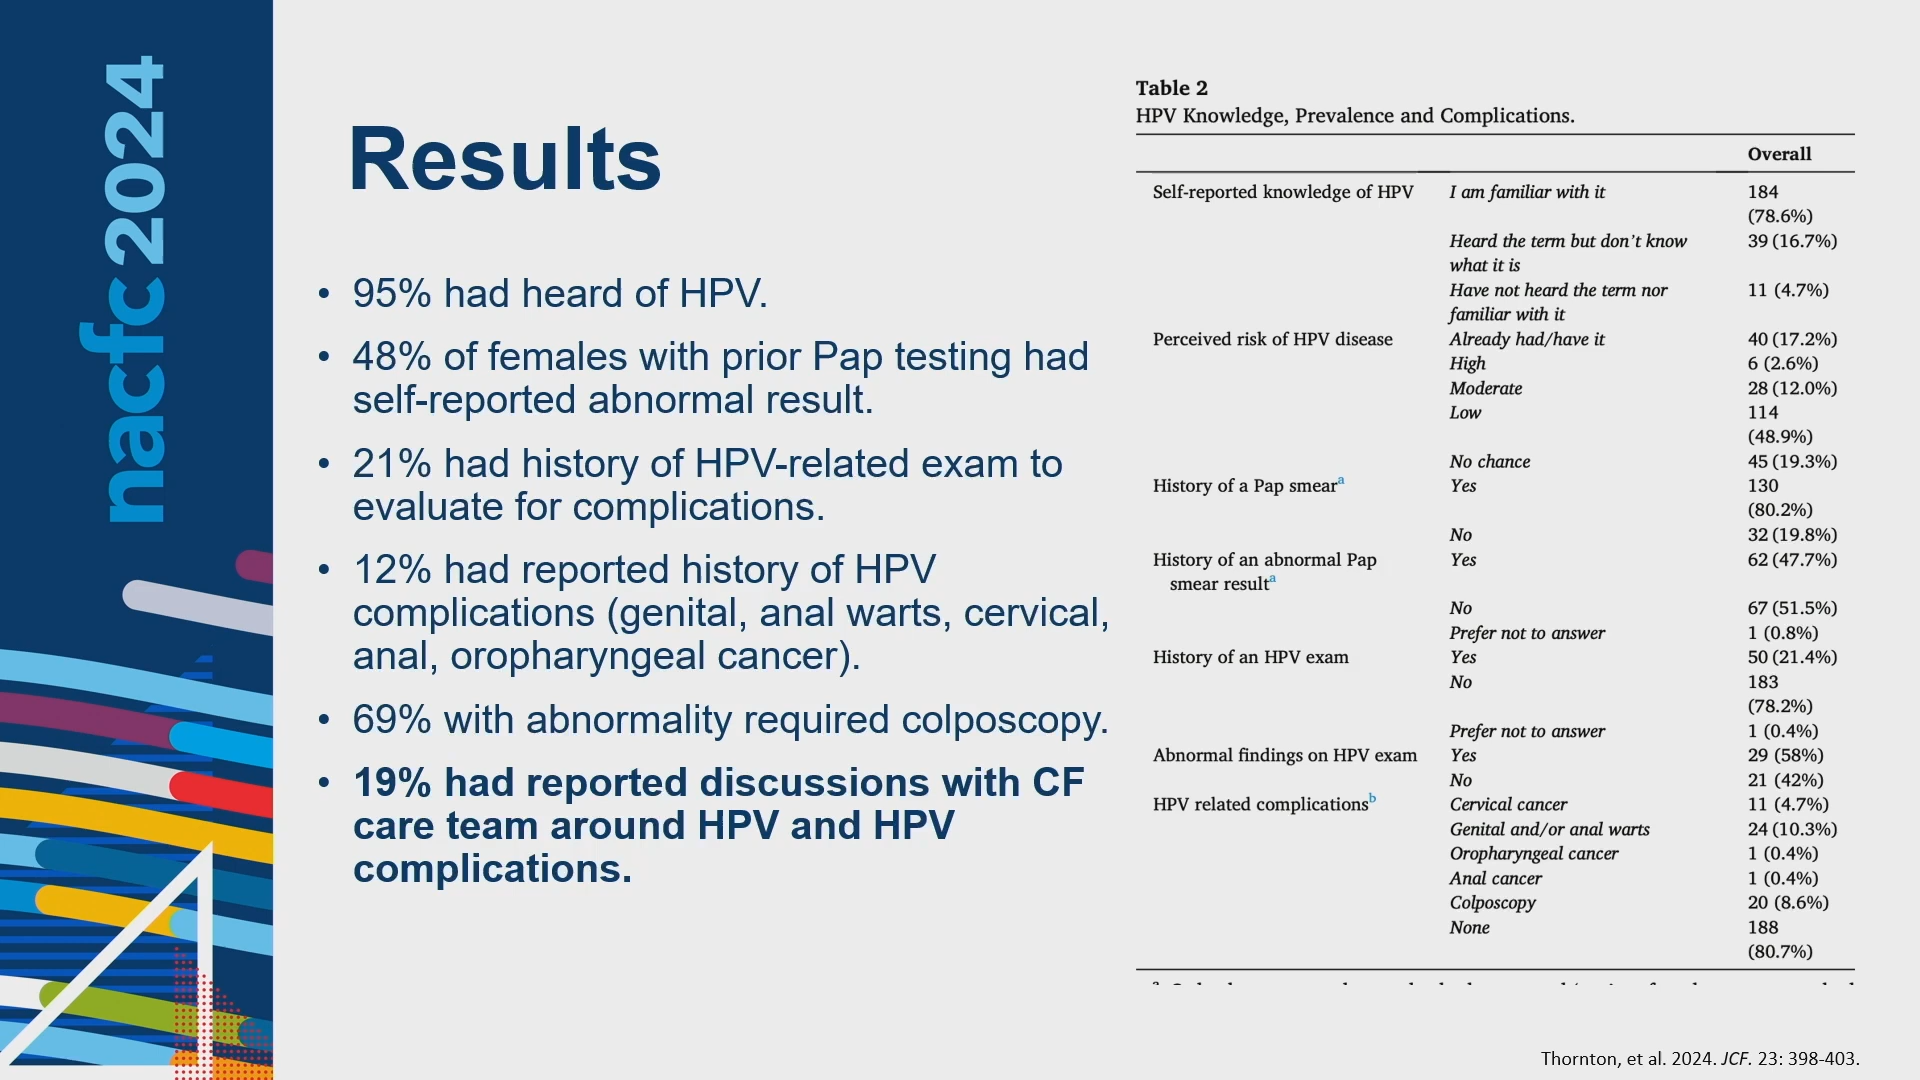 nacfc 2024
Results
• 95% had heard of HPV.
• 48% of females with prior Pap testing had
self-reported abnormal result.
• 21% had history of HPV-related exam to
evaluate for complications.
• 12% had reported history of HPV
complications (genital, anal warts, cervical,
anal, oropharyngeal cancer).
• 69% with abnormality required colposcopy.
• 19% had reported discussions with CF
care team around HPV and HPV
complications.
Table 2
HPV Knowledge, Prevalence and Complications.
Overall
Self-reported knowledge of HPV I am familiar with it 184
(78.6%)
Heard the term but don't know 39 (16.7%)
what it is
Have not heard the term nor 11 (4.7%)
familiar with it
Perceived risk of HPV disease Already had/have it 40 (17.2%)
High 6 (2.6%)
Moderate 28 (12.0%)
Low 114
(48.9%)
No chance 45 (19.3%)
History of a Pap smear^a Yes 130
(80.2%)
No 32 (19.8%)
History of an abnormal Pap Yes 62 (47.7%)
smear result^a
No 67 (51.5%)
Prefer not to answer 1 (0.8%)
History of an HPV exam Yes 50 (21.4%)
No 183
(78.2%)
Prefer not to answer 1 (0.4%)
Abnormal findings on HPV exam Yes 29 (58%)
No 21 (42%)
HPV related complications^b Cervical cancer 11 (4.7%)
Genital and/or anal warts 24 (10.3%)
Oropharyngeal cancer 1 (0.4%)
Anal cancer 1 (0.4%)
Colposcopy 20 (8.6%)
None 188
(80.7%)
Thornton, et al. 2024. JCF. 23: 398-403.